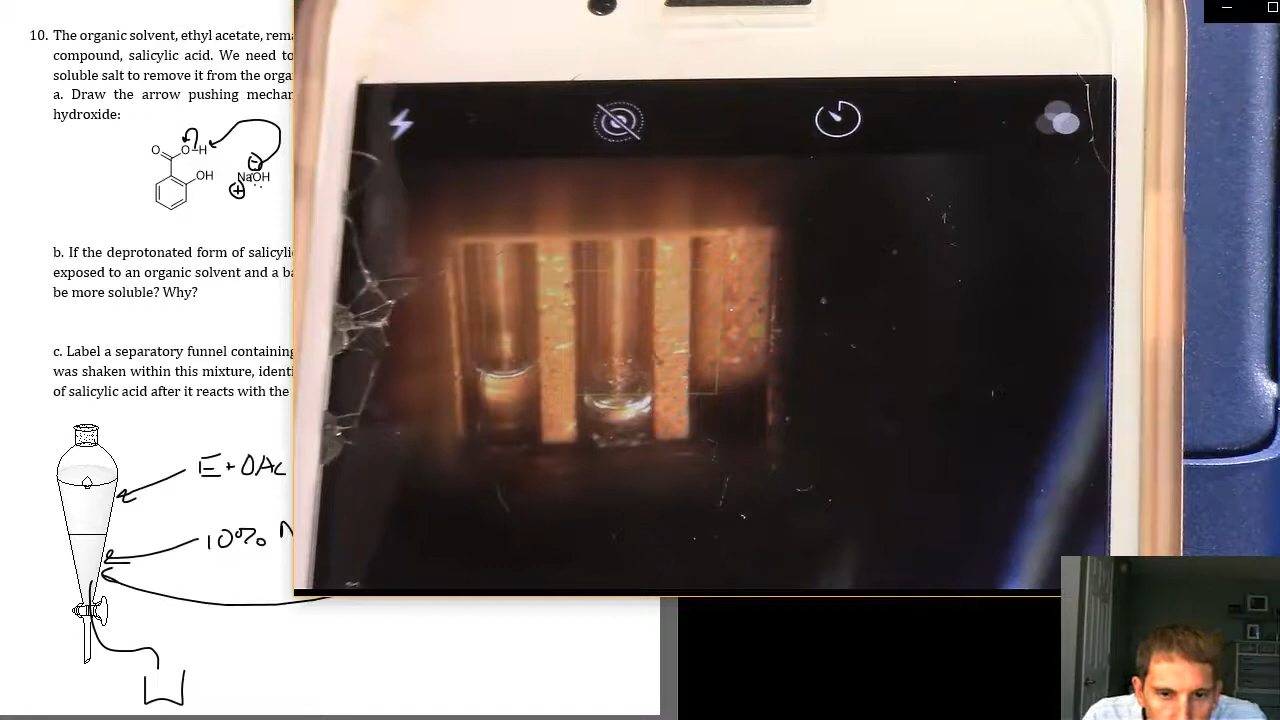 10. The organic solvent, ethyl acetate, rema
compound, salicylic acid. We need to
soluble salt to remove it from the orga
a. Draw the arrow pushing mechan
hydroxide:
O O-H
OH
NaOH
b. If the deprotonated form of salicyli
exposed to an organic solvent and a ba
be more soluble? Why?
c. Label a separatory funnel containing
was shaken within this mixture, identi
of salicylic acid after it reacts with the
EtOAc
10% N